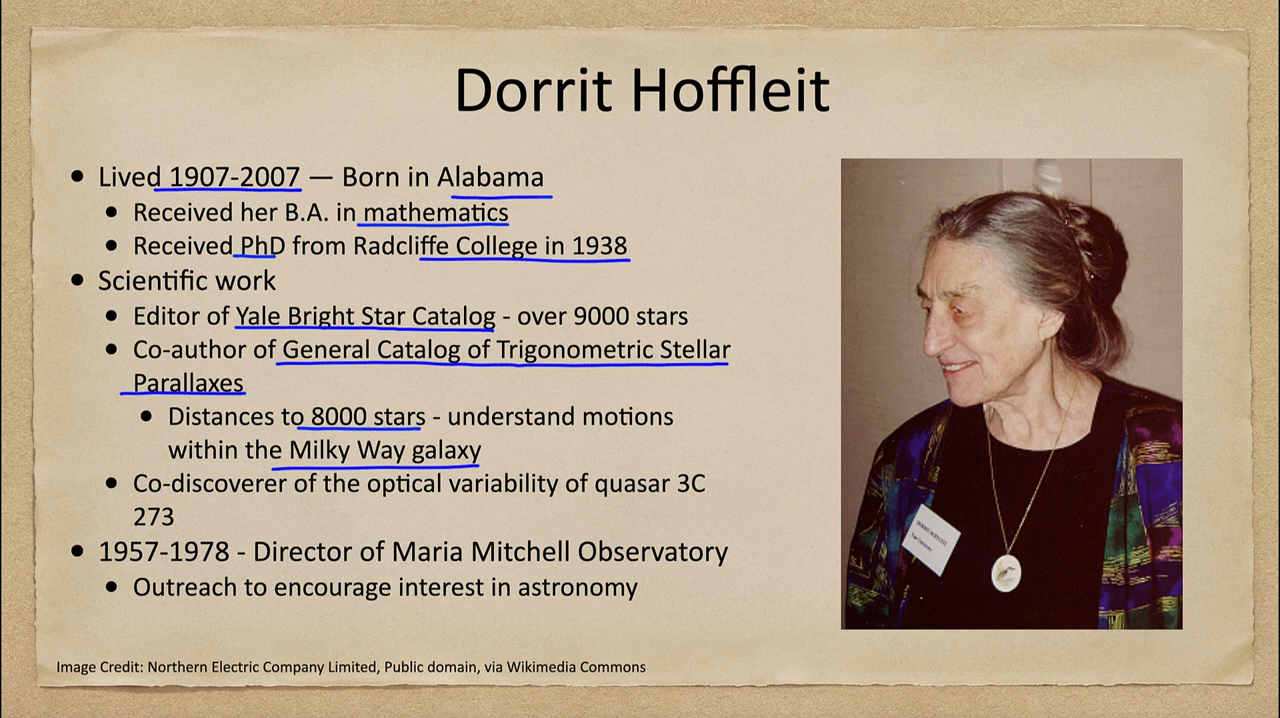 Dorrit Hoffleit
• Lived 1907-2007 — Born in Alabama
• Received her B.A. in mathematics
• Received PhD from Radcliffe College in 1938
• Scientific work
• Editor of Yale Bright Star Catalog - over 9000 stars
• Co-author of General Catalog of Trigonometric Stellar
Parallaxes
• Distances to 8000 stars - understand motions
within the Milky Way galaxy
• Co-discoverer of the optical variability of quasar 3C
273
• 1957-1978 - Director of Maria Mitchell Observatory
• Outreach to encourage interest in astronomy
DORRIT HOFFLEIT
Yale University
Image Credit: Northern Electric Company Limited, Public domain, via Wikimedia Commons